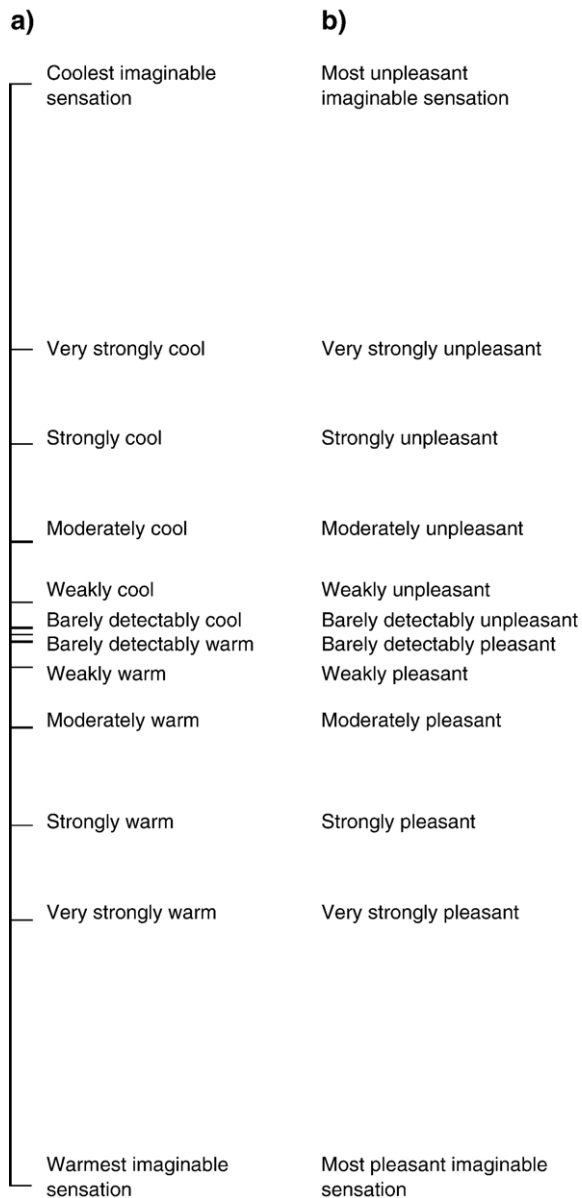 a)
b)
Coolest imaginable
sensation
Most unpleasant
imaginable sensation
Very strongly cool
Very strongly unpleasant
Strongly cool
Strongly unpleasant
Moderately cool
Moderately unpleasant
Weakly cool
Weakly unpleasant
Barely detectably cool
Barely detectably unpleasant
Barely detectably warm
Barely detectably pleasant
Weakly warm
Weakly pleasant
Moderately warm
Moderately pleasant
Strongly warm
Strongly pleasant
Very strongly warm
Very strongly pleasant
Warmest imaginable
sensation
Most pleasant imaginable
sensation